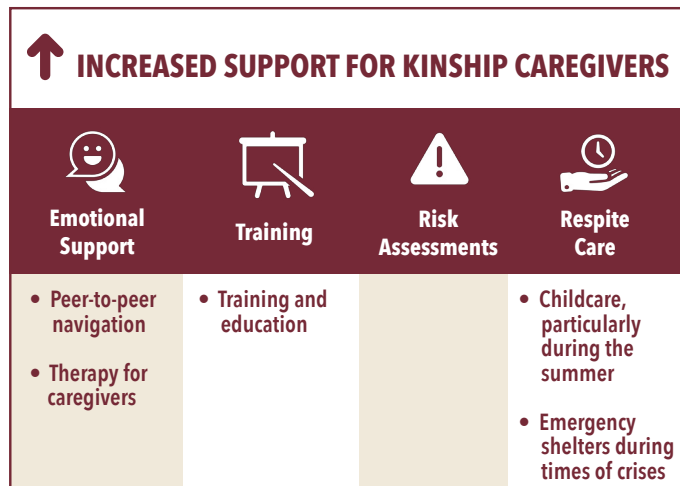 INCREASED SUPPORT FOR KINSHIP CAREGIVERS
Emotional
Support
Training
Risk
Assessments
Respite
Care
• Peer-to-peer
navigation
• Therapy for
caregivers
• Training and
education
• Childcare,
particularly
during the
summer
• Emergency
shelters during
times of crises